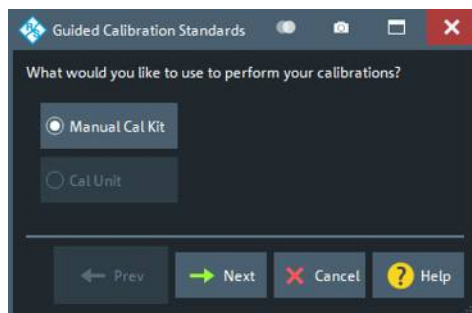 Guided Calibration Standards
What would you like to use to perform your calibrations?
Manual Cal Kit
Cal Unit
Prev Next Cancel Help